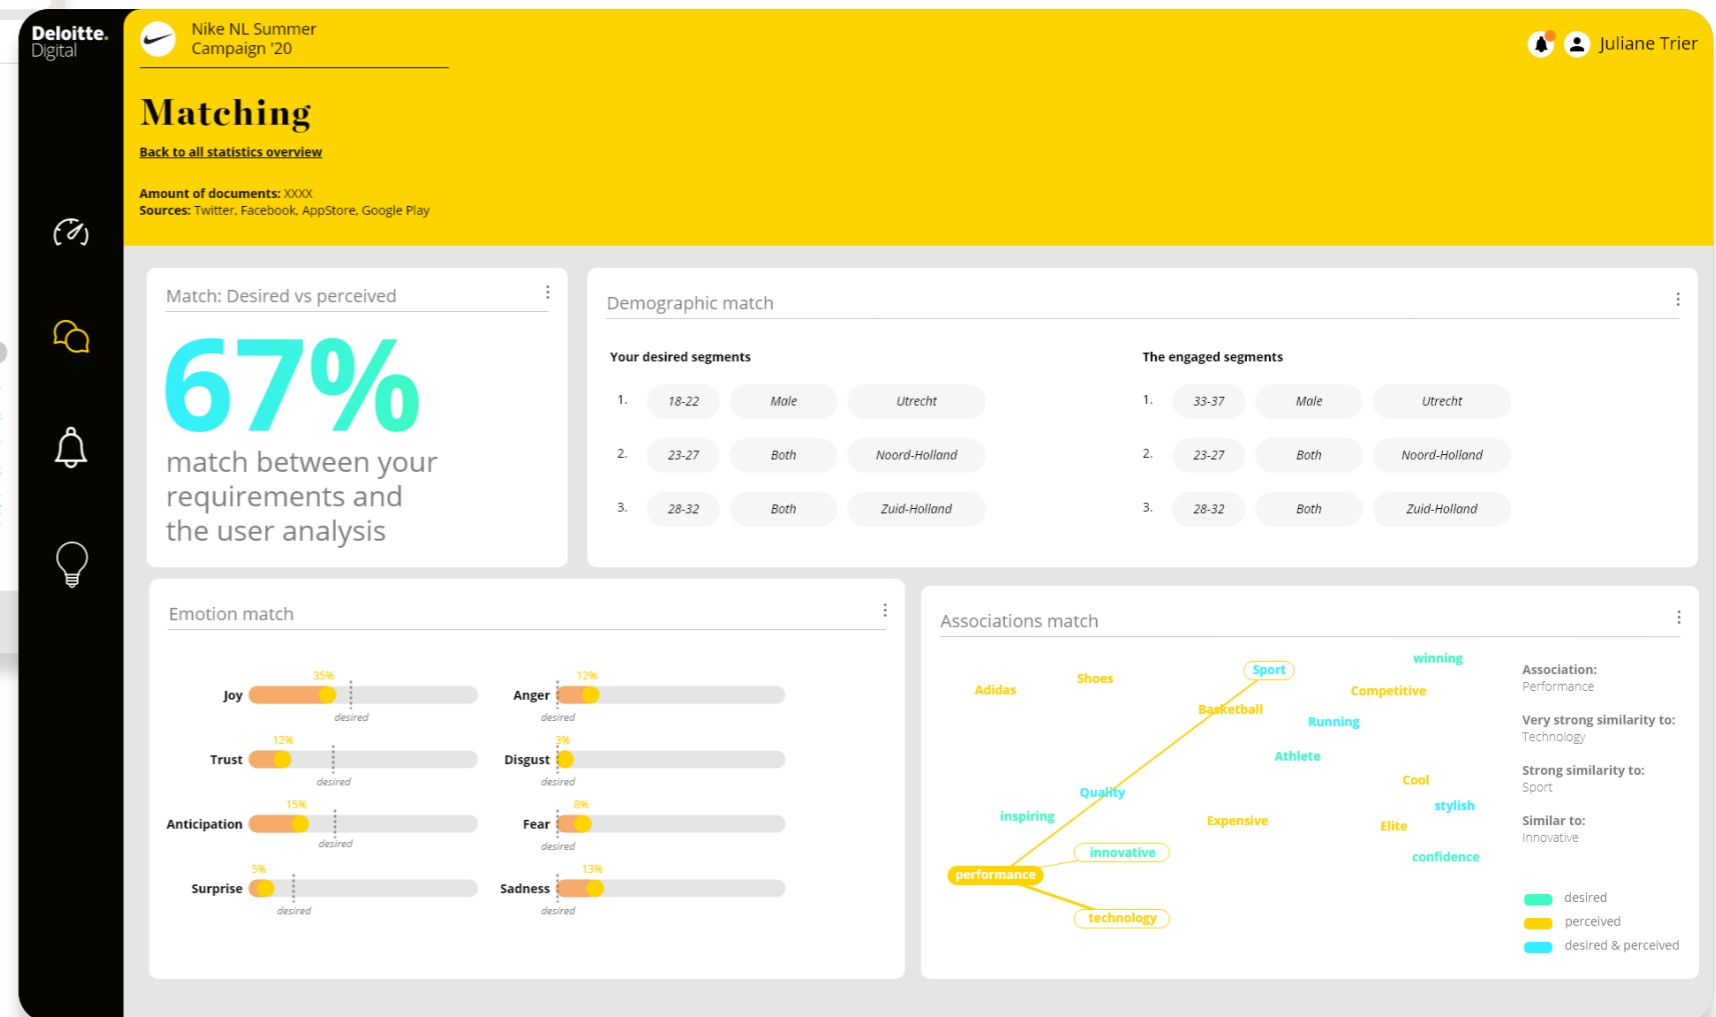 Deloitte.
Digital
Nike NL Summer
Campaign '20
Juliane Trier
Matching
Back to all statistics overview
Amount of documents: XXXX
Sources: Twitter, Facebook, AppStore, Google Play
Match: Desired vs perceived
67%
match between your
requirements and
the user analysis
Demographic match
Your desired segments
1. 18-22 Male Utrecht
2. 23-27 Both Noord-Holland
3. 28-32 Both Zuid-Holland
The engaged segments
1. 33-37 Male Utrecht
2. 23-27 Both Noord-Holland
3. 28-32 Both Zuid-Holland
Emotion match
35%
Joy
desired
12%
Trust
desired
15%
Anticipation
desired
5%
Surprise
desired
12%
Anger
desired
3%
Disgust
desired
8%
Fear
desired
13%
Sadness
desired
Associations match
winning
Sport
Shoes
Adidas
Competitive
Basketball
Running
Athlete
Cool
Quality
stylish
inspiring
Expensive
Elite
innovative
confidence
performance
technology
Association:
Performance
Very strong similarity to:
Technology
Strong similarity to:
Sport
Similar to:
Innovative
desired
perceived
desired & perceived